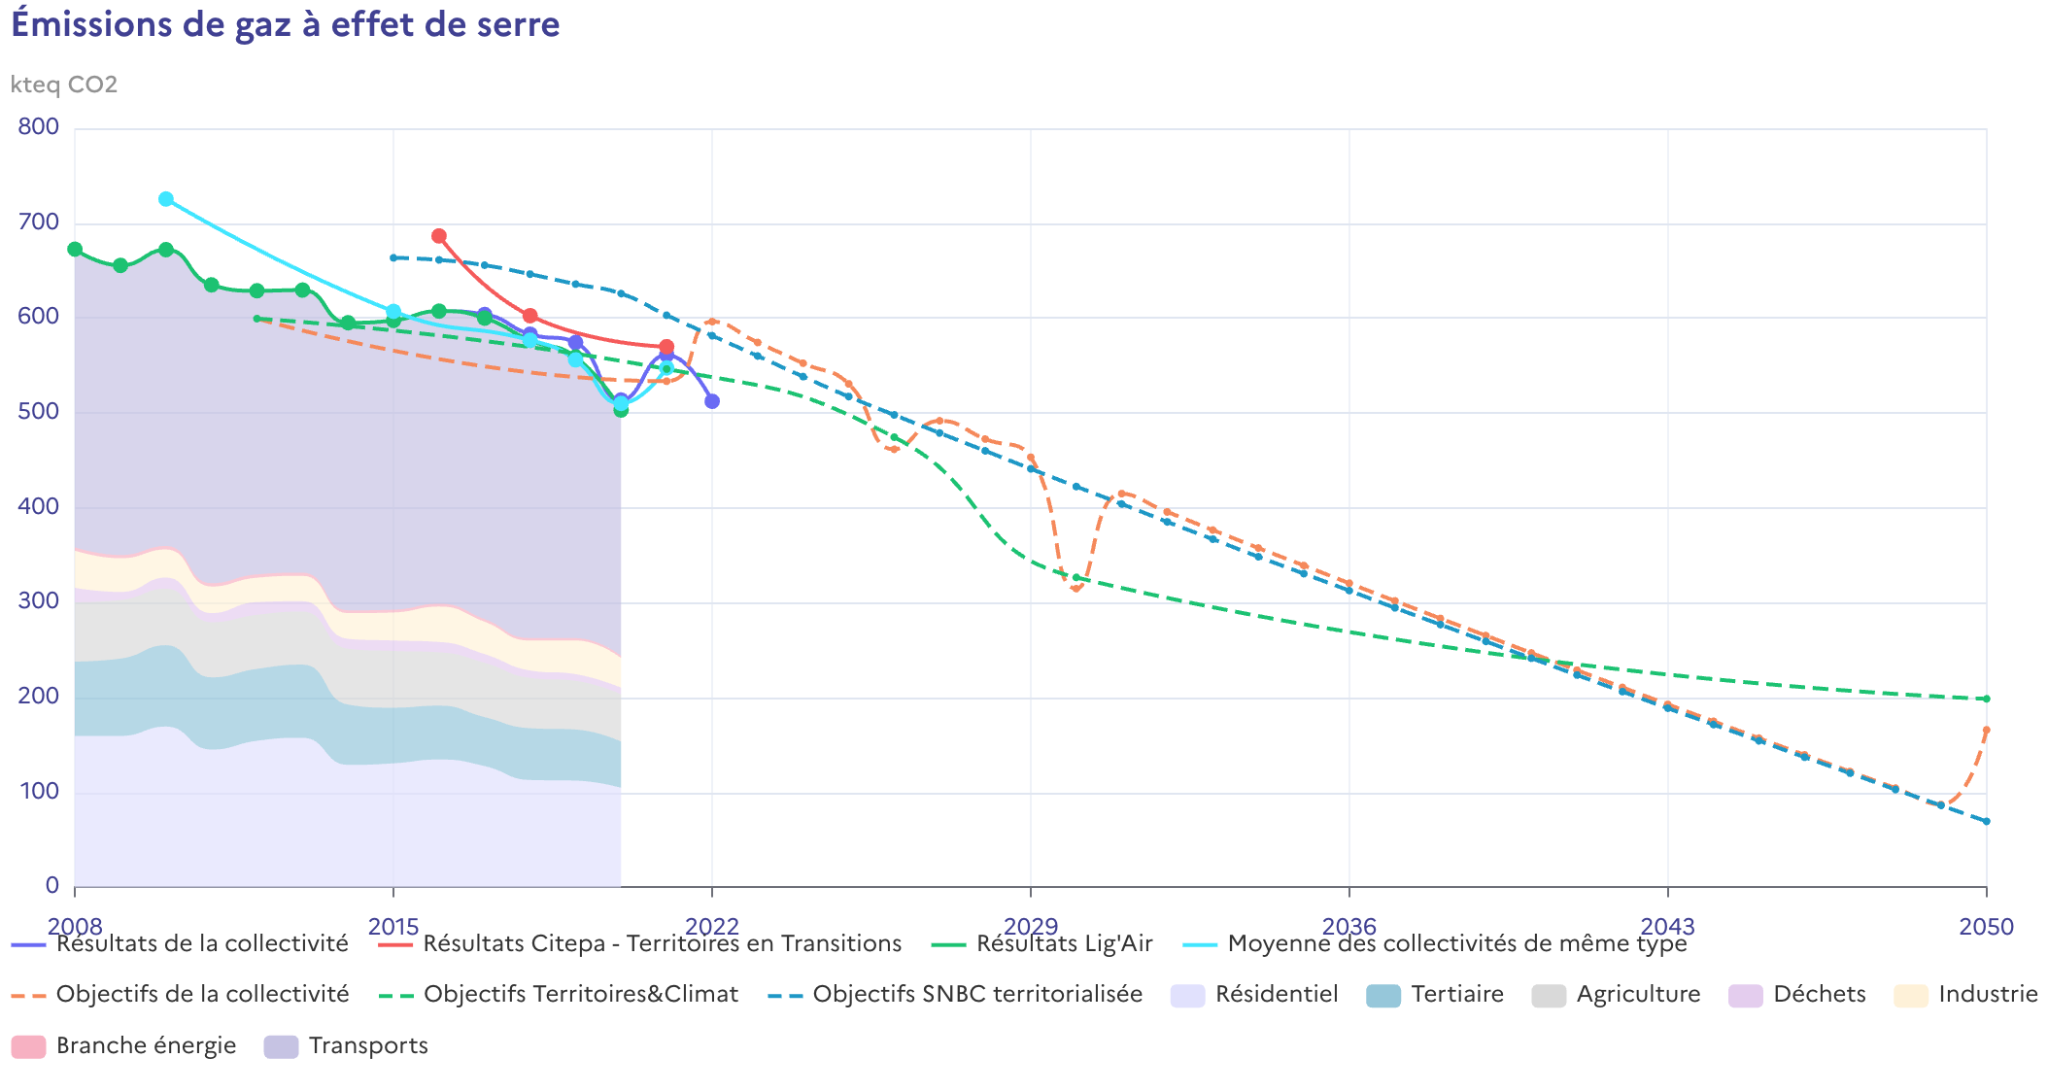 Émissions de gaz à effet de serre
kteq CO2
800
700
600
500
400
300
200
100
0
2008 2015 2022 2029 2036 2043 2050
Résultats de la collectivité Résultats Citepa - Territoires en Transitions Résultats Lig'Air Moyenne des collectivités de même type
Objectifs de la collectivité Objectifs Territoires&Climat Objectifs SNBC territorialisée Résidentiel Tertiaire Agriculture Déchets Industrie
Branche énergie Transports